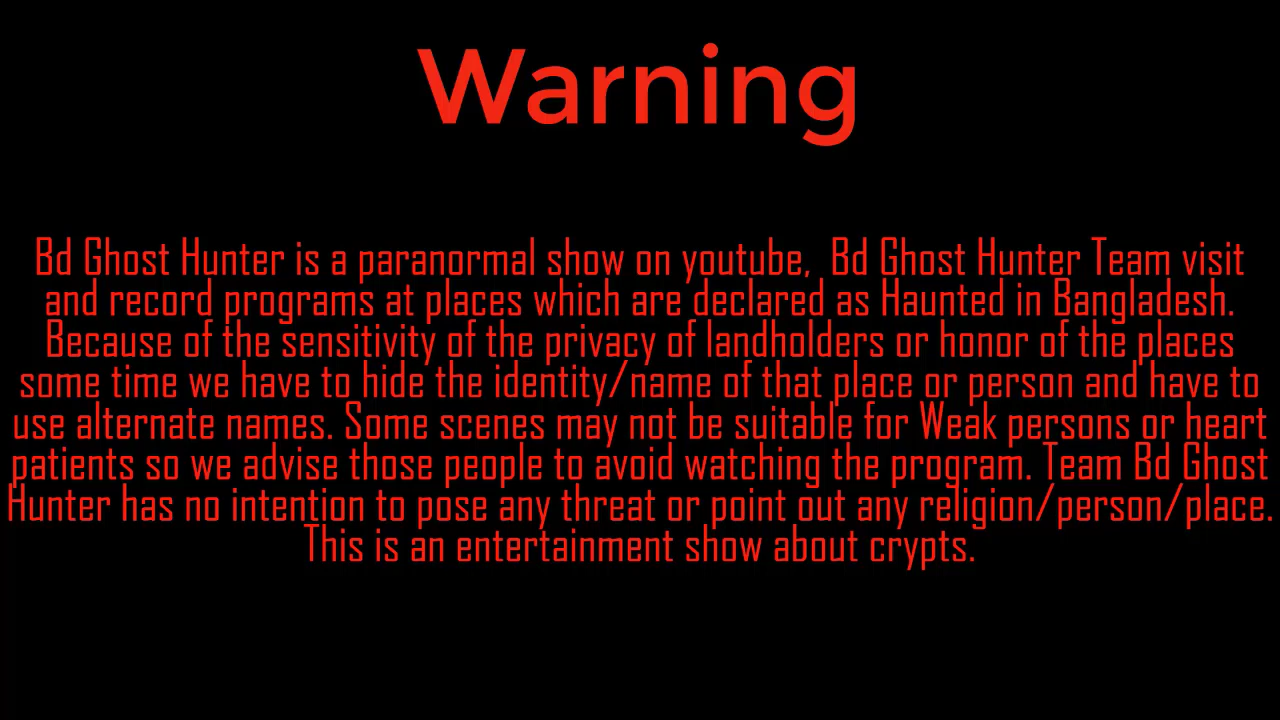 Warning
Bd Ghost Hunter is a paranormal show on youtube, Bd Ghost Hunter Team visit
and record programs at places which are declared as Haunted in Bangladesh.
Because of the sensitivity of the privacy of landholders or honor of the places
some time we have to hide the identity/name of that place or person and have to
use alternate names. Some scenes may not be suitable for Weak persons or heart
patients so we advise those people to avoid watching the program. Team Bd Ghost
Hunter has no intention to pose any threat or point out any religion/person/place.
This is an entertainment show about crypts.